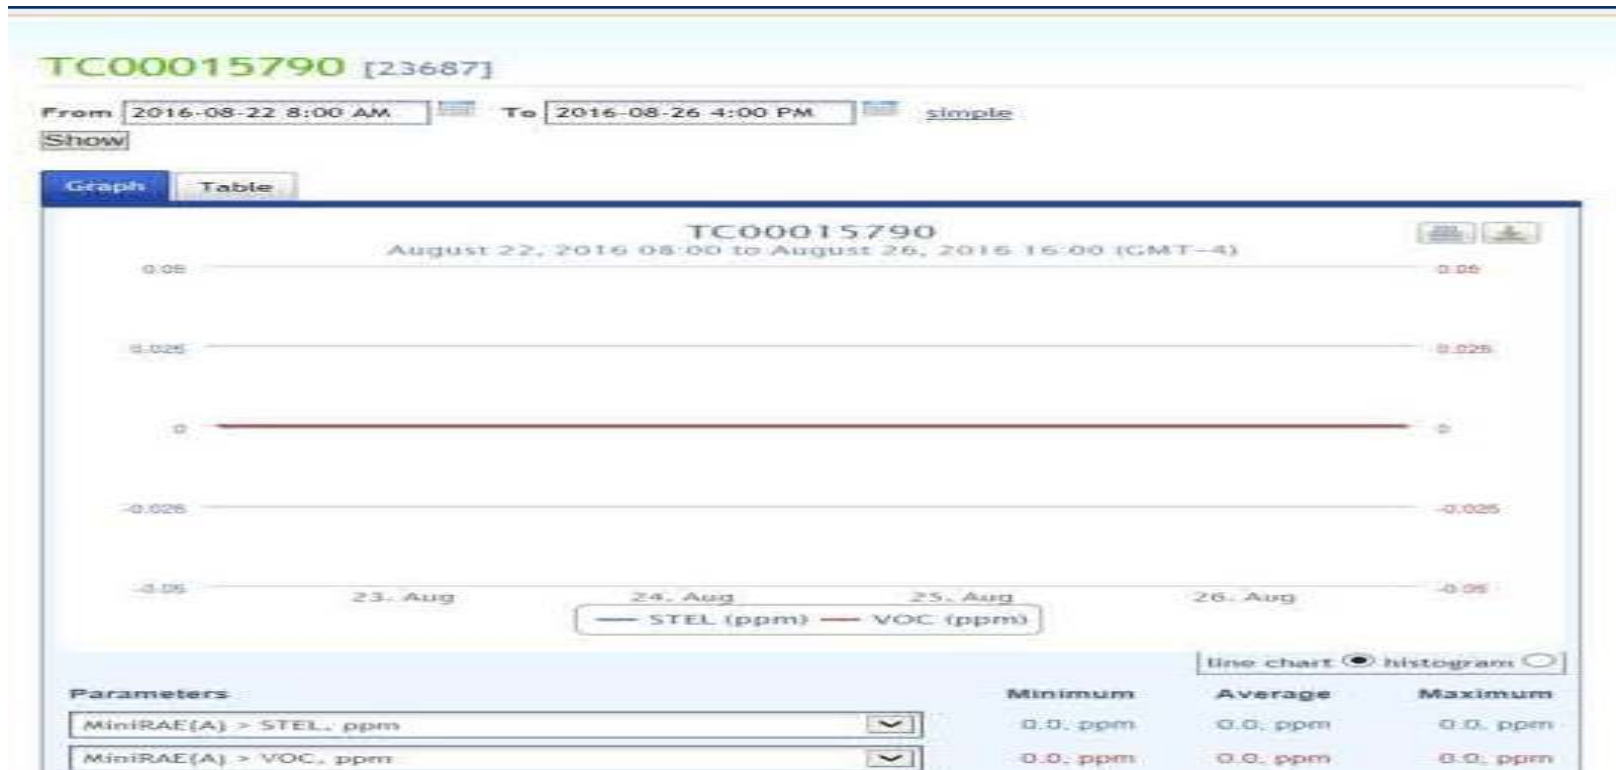 TC00015790 [23687]
From 2016-08-22 8:00 AM To 2016-08-26 4:00 PM simple
Show
Graph Table
TC00015790
August 22, 2016 08:00 to August 26, 2016 16:00 (GMT-4)
0.05 0.05
0.025 0.025
0 0
-0.025 -0.025
-0.05 -0.05
23. Aug 24. Aug 25. Aug 26. Aug
STEL (ppm) VOC (ppm)
line chart histogram
Parameters Minimum Average Maximum
MiniRAE(A) > STEL, ppm 0.0, ppm 0.0, ppm 0.0, ppm
MiniRAE(A) > VOC, ppm 0.0, ppm 0.0, ppm 0.0, ppm